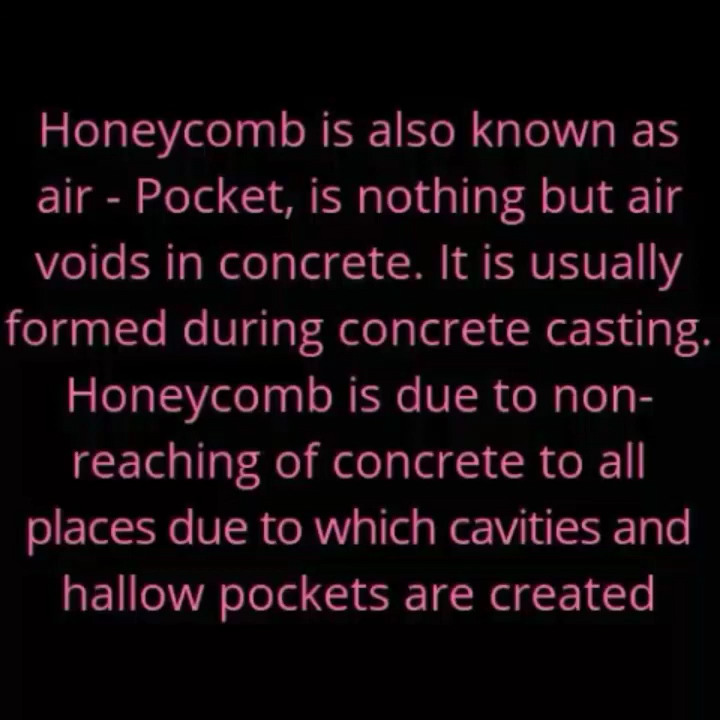 Honeycomb is also known as
air - Pocket, is nothing but air
voids in concrete. It is usually
formed during concrete casting.
Honeycomb is due to non-
reaching of concrete to all
places due to which cavities and
hallow pockets are created